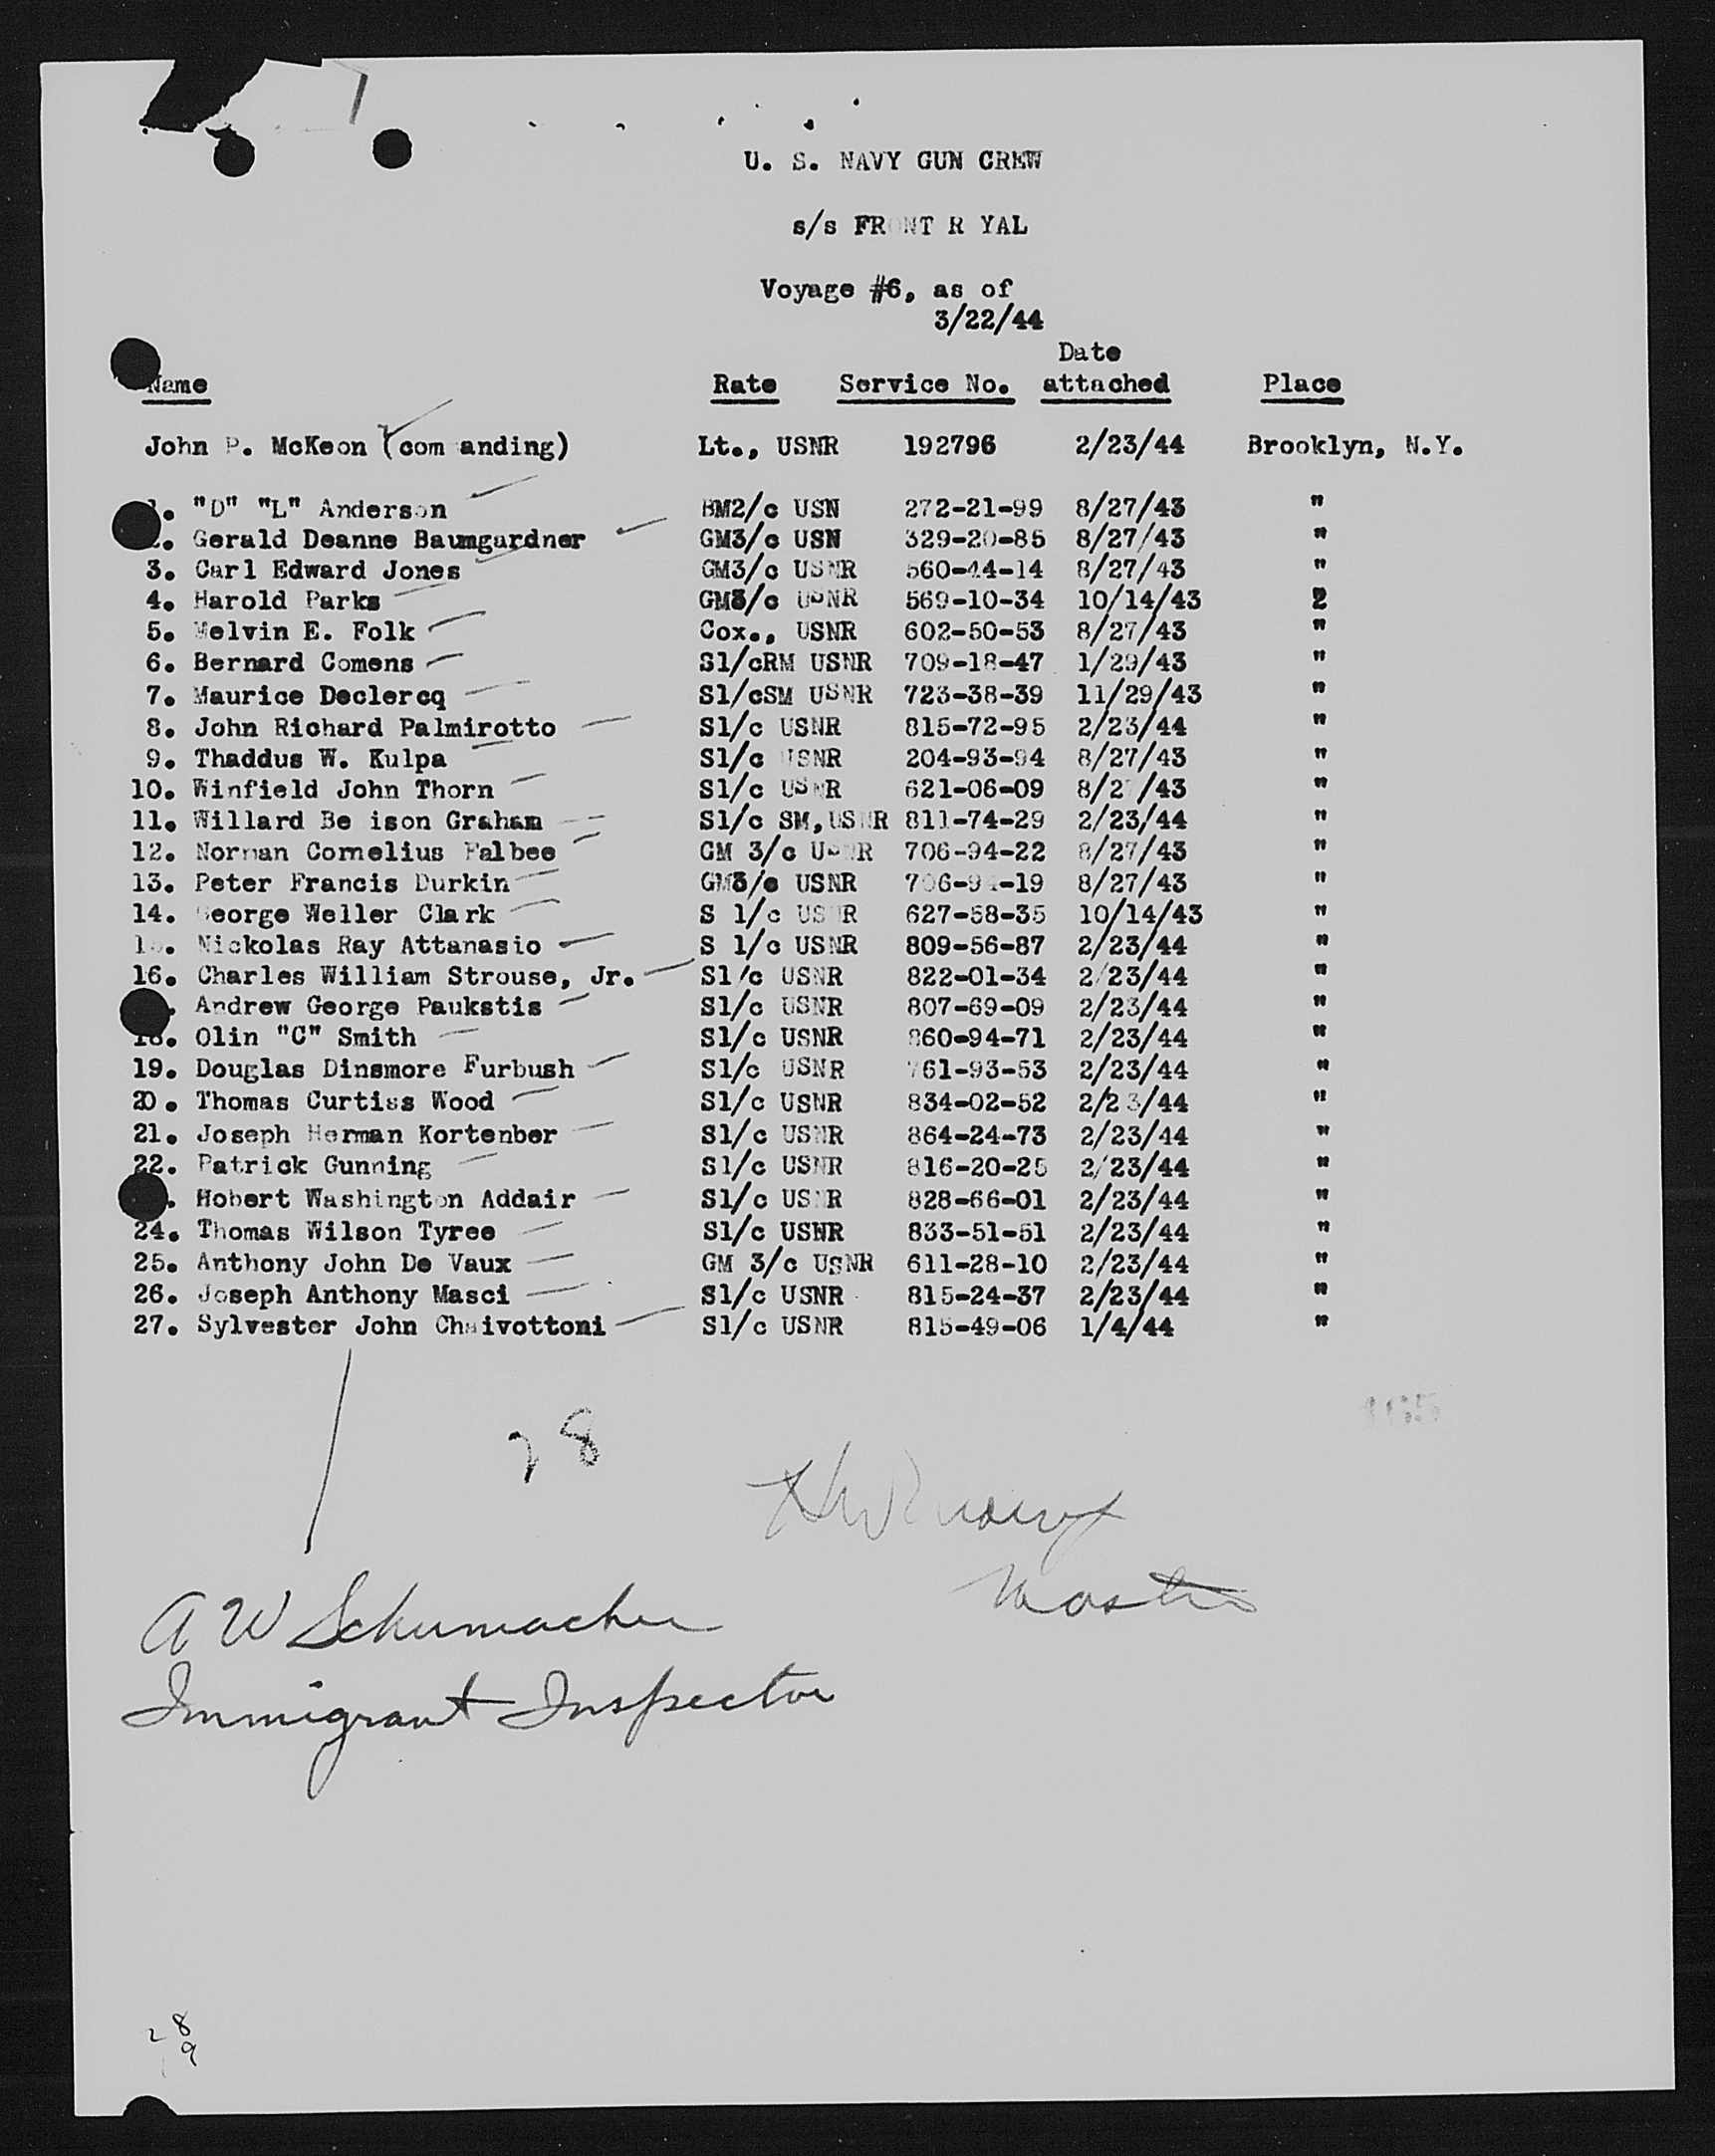 U. S. NAVY GUN CREW
s/s FRONT R YAL
Voyage #6, as of
3/22/44
Date
Name Rate Service No. attached Place
John P. McKeon (com anding) Lt., USNR 192796 2/23/44 Brooklyn, N.Y.
1. "D" "L" Anderson BM2/c USN 272-21-99 8/27/43 "
. Gerald Deanne Baumgardner GM3/c USN 329-20-85 8/27/43 "
3. Carl Edward Jones GM3/c USNR 560-44-14 8/27/43 "
4. Harold Parks GM3/c USNR 569-10-34 10/14/43 2
5. Melvin E. Folk Cox., USNR 602-50-53 8/27/43 "
6. Bernard Comens S1/cRM USNR 709-18-47 1/29/43 "
7. Maurice Declercq S1/cSM USNR 723-38-39 11/29/43 "
8. John Richard Palmirotto S1/c USNR 815-72-95 2/23/44 "
9. Thaddus W. Kulpa S1/c USNR 204-93-94 8/27/43 "
10. Winfield John Thorn S1/c USNR 621-06-09 8/2 /43 "
11. Willard Be ison Graham S1/c SM,USNR 811-74-29 2/23/44 "
12. Norman Cornelius Falbee GM 3/c USNR 706-94-22 8/27/43 "
13. Peter Francis Durkin GM3/c USNR 706-9 -19 8/27/43 "
14. George Weller Clark S 1/c USNR 627-58-35 10/14/43 "
1 . Nickolas Ray Attanasio S 1/c USNR 809-56-87 2/23/44 "
16. Charles William Strouse, Jr. S1/c USNR 822-01-34 2/23/44 "
. Andrew George Paukstis S1/c USNR 807-69-09 2/23/44 "
18. Olin "C" Smith S1/c USNR 860-94-71 2/23/44 "
19. Douglas Dinsmore Furbush S1/c USNR 761-93-53 2/23/44 "
20. Thomas Curtiss Wood S1/c USNR 834-02-52 2/23/44 "
21. Joseph Herman Kortenber S1/c USNR 864-24-73 2/23/44 "
22. Patrick Gunning S1/c USNR 816-20-25 2/23/44 "
. Hobert Washington Addair S1/c USNR 828-66-01 2/23/44 "
24. Thomas Wilson Tyree S1/c USNR 833-51-51 2/23/44 "
25. Anthony John De Vaux GM 3/c USNR 611-28-10 2/23/44 "
26. Joseph Anthony Masci S1/c USNR 815-24-37 2/23/44 "
27. Sylvester John Chaivottoni S1/c USNR 815-49-06 1/4/44 "
165
28
Master
A W Schumacher
Immigrant Inspector
28
9